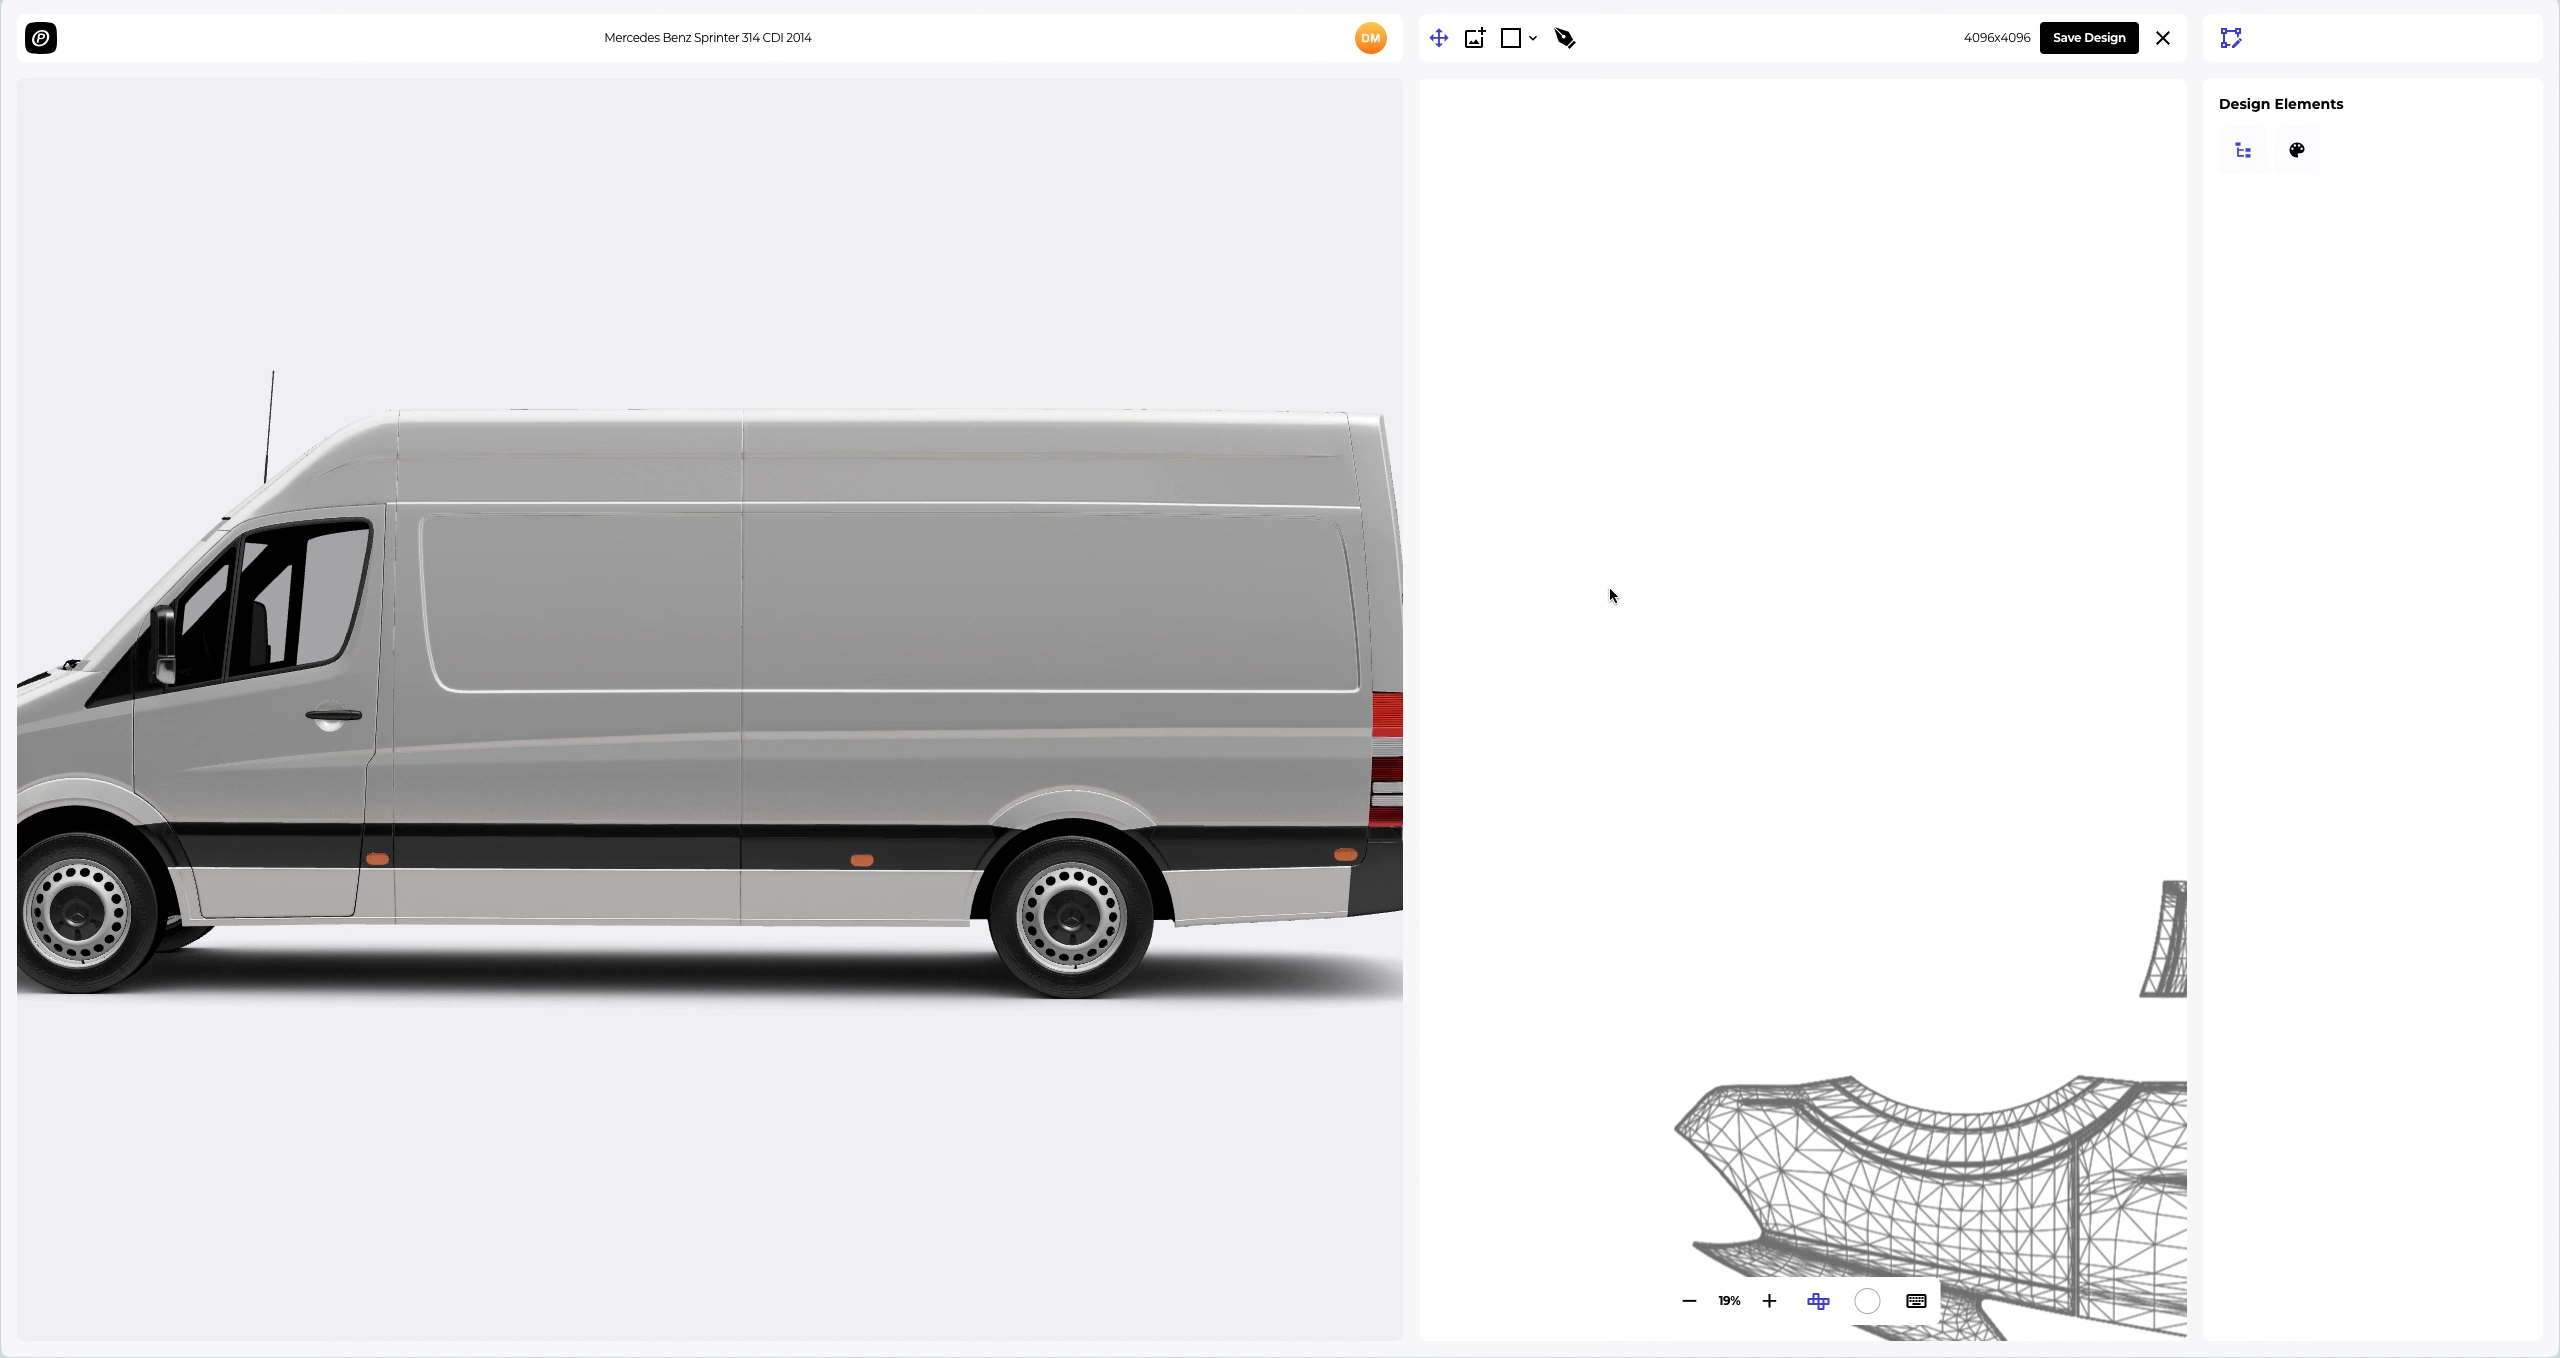 Mercedes Benz Sprinter 314 CDI 2014
DM
4096x4096
Save Design
Design Elements
19%